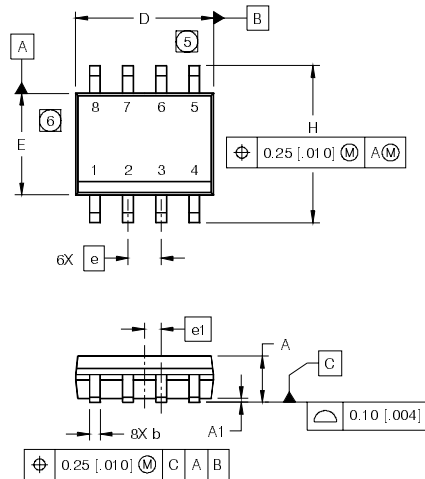 D
B
5
A
8 7 6 5
6
E
H
0.25 [.010] Ⓜ A Ⓜ
1 2 3 4
6X e
e1
A
C
A1
0.10 [.004]
8X b
0.25 [.010] Ⓜ C A B